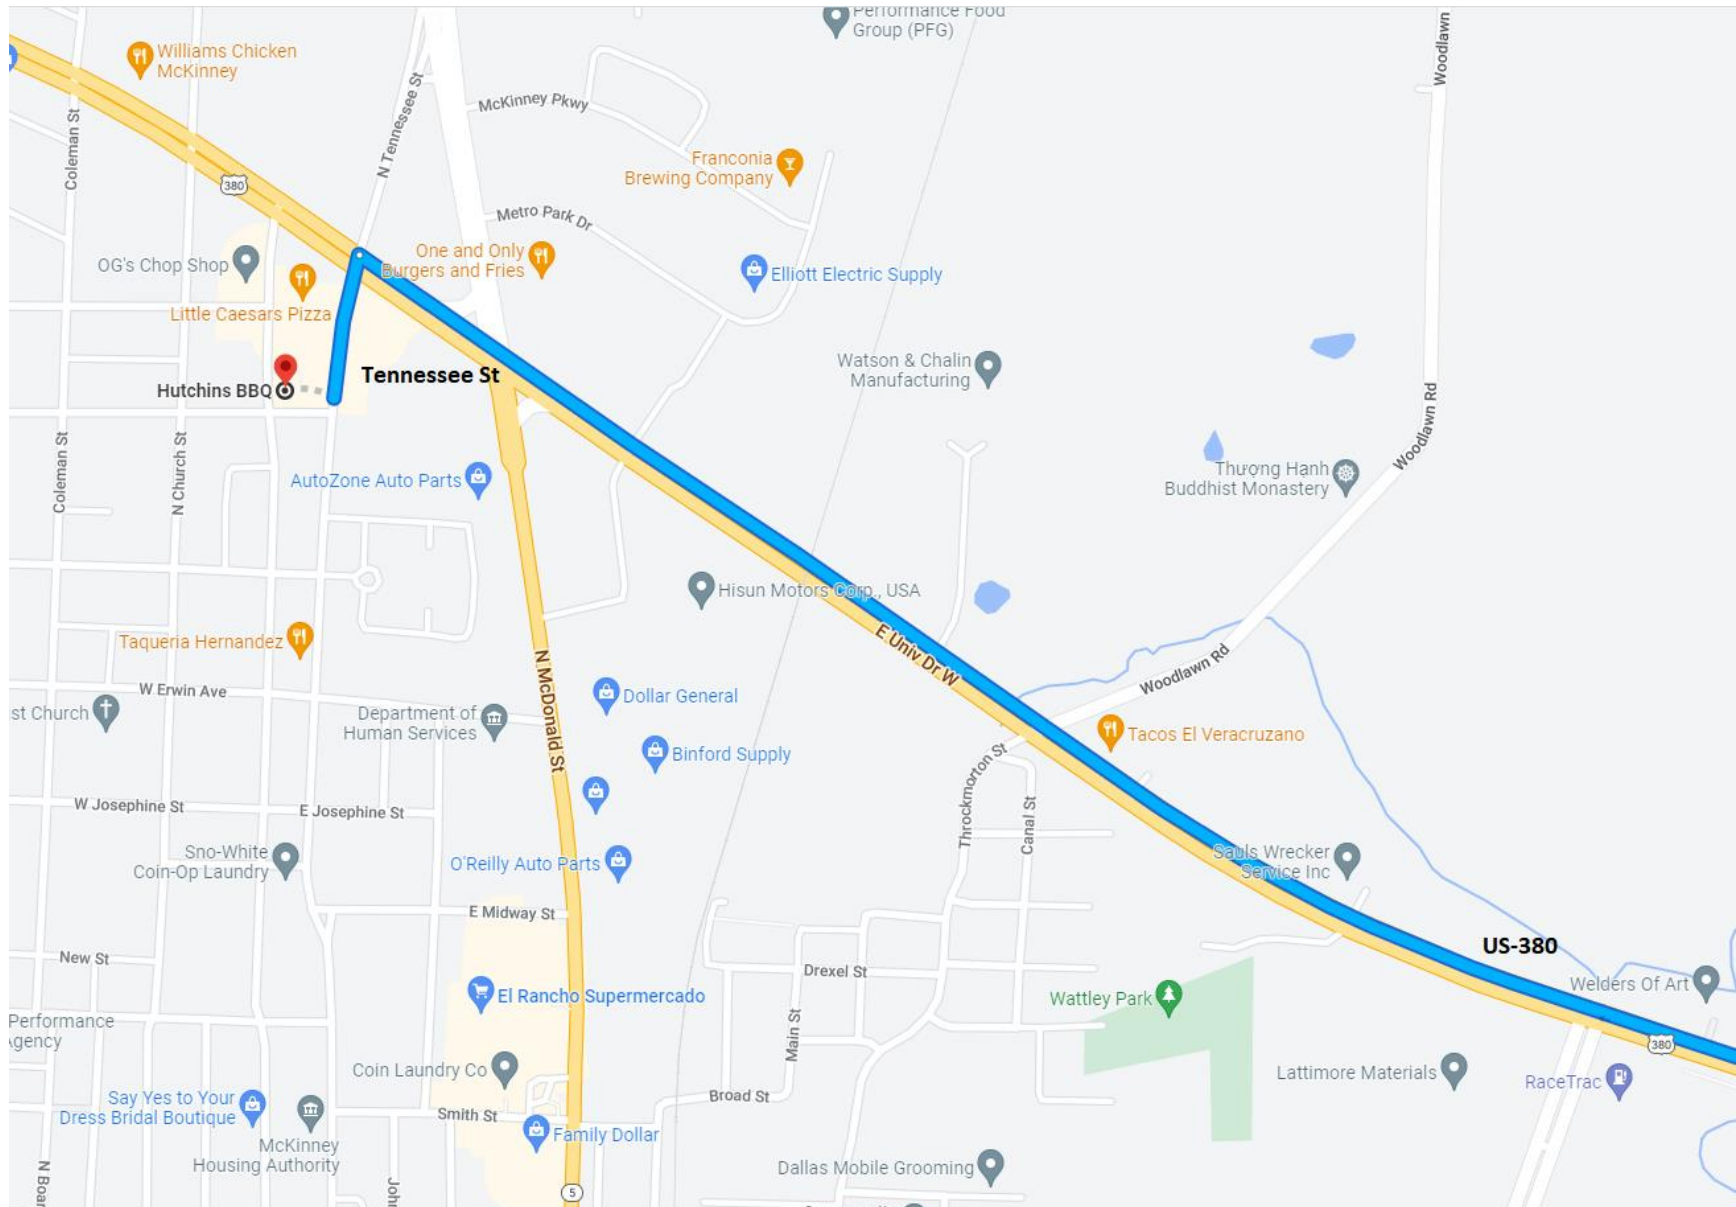 Performance Food
Group (PFG)
Williams Chicken
McKinney
Woodlawn
N Tennessee St
McKinney Pkwy
Coleman St
Franconia
Brewing Company
380
Metro Park Dr
One and Only
Burgers and Fries
OG's Chop Shop
Elliott Electric Supply
Little Caesars Pizza
Watson & Chalin
Manufacturing
Tennessee St
Hutchins BBQ
Woodlawn Rd
Coleman St
N Church St
AutoZone Auto Parts
Thượng Hạnh
Buddhist Monastery
Hisun Motors Corp., USA
E Univ Dr W
Taqueria Hernandez
Woodlawn Rd
W Erwin Ave
N McDonald St
st Church
Department of
Human Services
Dollar General
Tacos El Veracruzano
Binford Supply
Throckmorton St
Canal St
W Josephine St
E Josephine St
Sno-White
Coin-Op Laundry
O'Reilly Auto Parts
Sauls Wrecker
Service Inc
E Midway St
US-380
New St
Drexel St
Welders Of Art
El Rancho Supermercado
Wattley Park
Performance
Agency
Main St
380
Coin Laundry Co
Lattimore Materials
RaceTrac
Say Yes to Your
Dress Bridal Boutique
Broad St
Smith St
McKinney
Housing Authority
Family Dollar
Dallas Mobile Grooming
N Boar
John
5